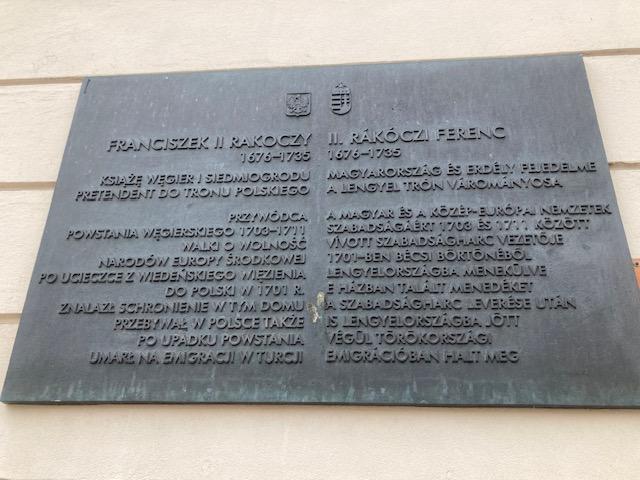 FRANCISZEK II RAKOCZY
1676–1735
KSIĄŻĘ WĘGIER I SIEDMIOGRODU
PRETENDENT DO TRONU POLSKIEGO
PRZYWÓDCA
POWSTANIA WĘGIERSKIEGO 1703–1711
WALKI O WOLNOŚĆ
NARODÓW EUROPY ŚRODKOWEJ
PO UCIECZCE Z WIEDEŃSKIEGO WIĘZIENIA
DO POLSKI W 1701 R.
ZNALAZŁ SCHRONIENIE W TYM DOMU
PRZEBYWAŁ W POLSCE TAKŻE
PO UPADKU POWSTANIA
UMARŁ NA EMIGRACJI W TURCJI
II. RÁKÓCZI FERENC
1676–1735
MAGYARORSZÁG ÉS ERDÉLY FEJEDELME
A LENGYEL TRÓN VÁROMÁNYOSA
A MAGYAR ÉS A KÖZÉP-EURÓPAI NEMZETEK
SZABADSÁGÁÉRT 1703 ÉS 1711 KÖZÖTT
VÍVOTT SZABADSÁGHARC VEZETŐJE
1701-BEN BÉCSI BÖRTÖNÉBŐL
LENGYELORSZÁGBA MENEKÜLVE
E HÁZBAN TALÁLT MENEDÉKET
A SZABADSÁGHARC LEVERÉSE UTÁN
IS LENGYELORSZÁGBA JÖTT
VÉGÜL TÖRÖKORSZÁGI
EMIGRÁCIÓBAN HALT MEG